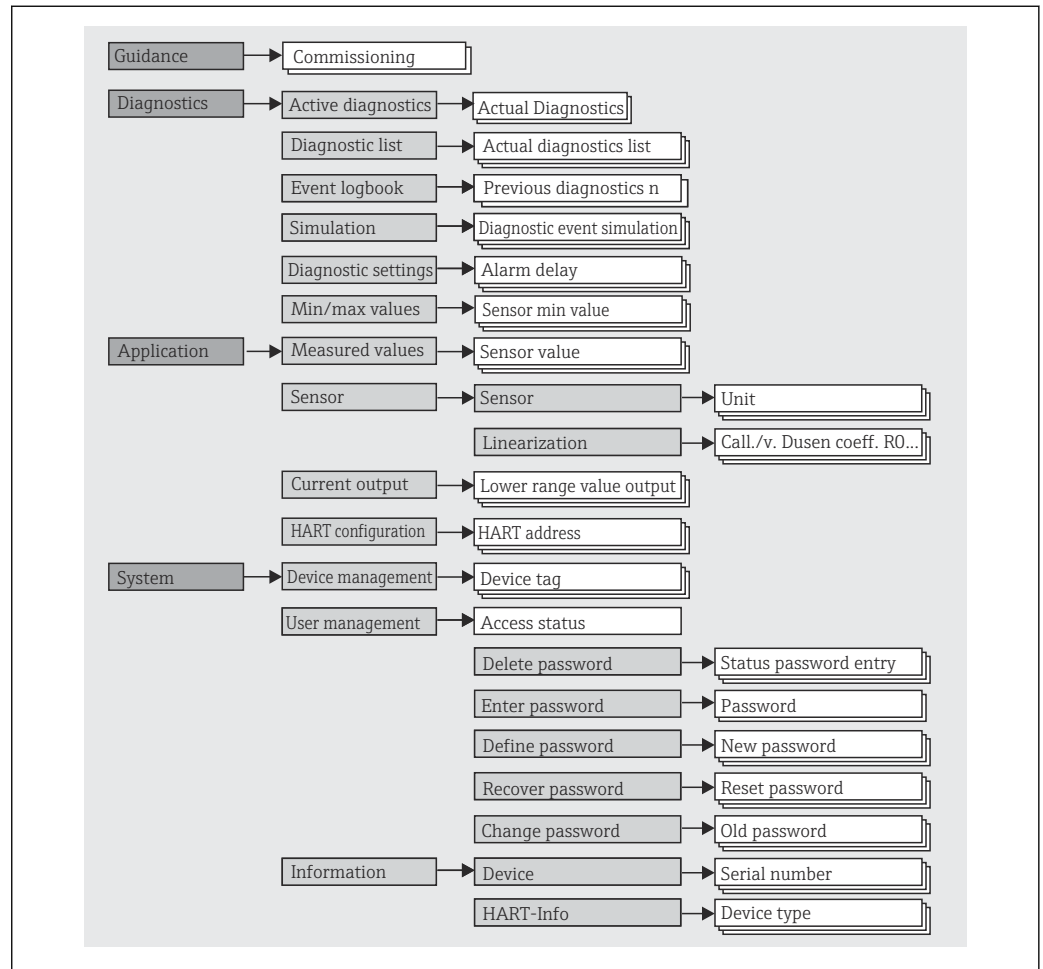 Guidance
Commissioning
Diagnostics
Active diagnostics
Actual Diagnostics
Diagnostic list
Actual diagnostics list
Event logbook
Previous diagnostics n
Simulation
Diagnostic event simulation
Diagnostic settings
Alarm delay
Min/max values
Sensor min value
Application
Measured values
Sensor value
Sensor
Sensor
Unit
Linearization
Call./v. Dusen coeff. R0...
Current output
Lower range value output
HART configuration
HART address
System
Device management
Device tag
User management
Access status
Delete password
Status password entry
Enter password
Password
Define password
New password
Recover password
Reset password
Change password
Old password
Information
Device
Serial number
HART-Info
Device type